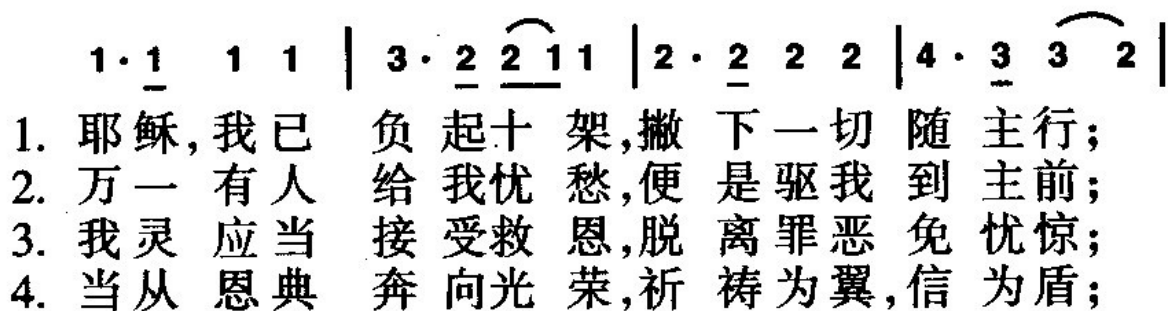 1· 1 1 1 | 3· 2 2 1 1 | 2· 2 2 2 | 4· 3 3 2 |
1. 耶稣,我已 负起十架,撇下一切随主行;
2. 万一有人 给我忧愁,便是驱我到主前;
3. 我灵应当 接受救恩,脱离罪恶免忧惊;
4. 当从恩典 奔向光荣,祈祷为翼,信为盾;